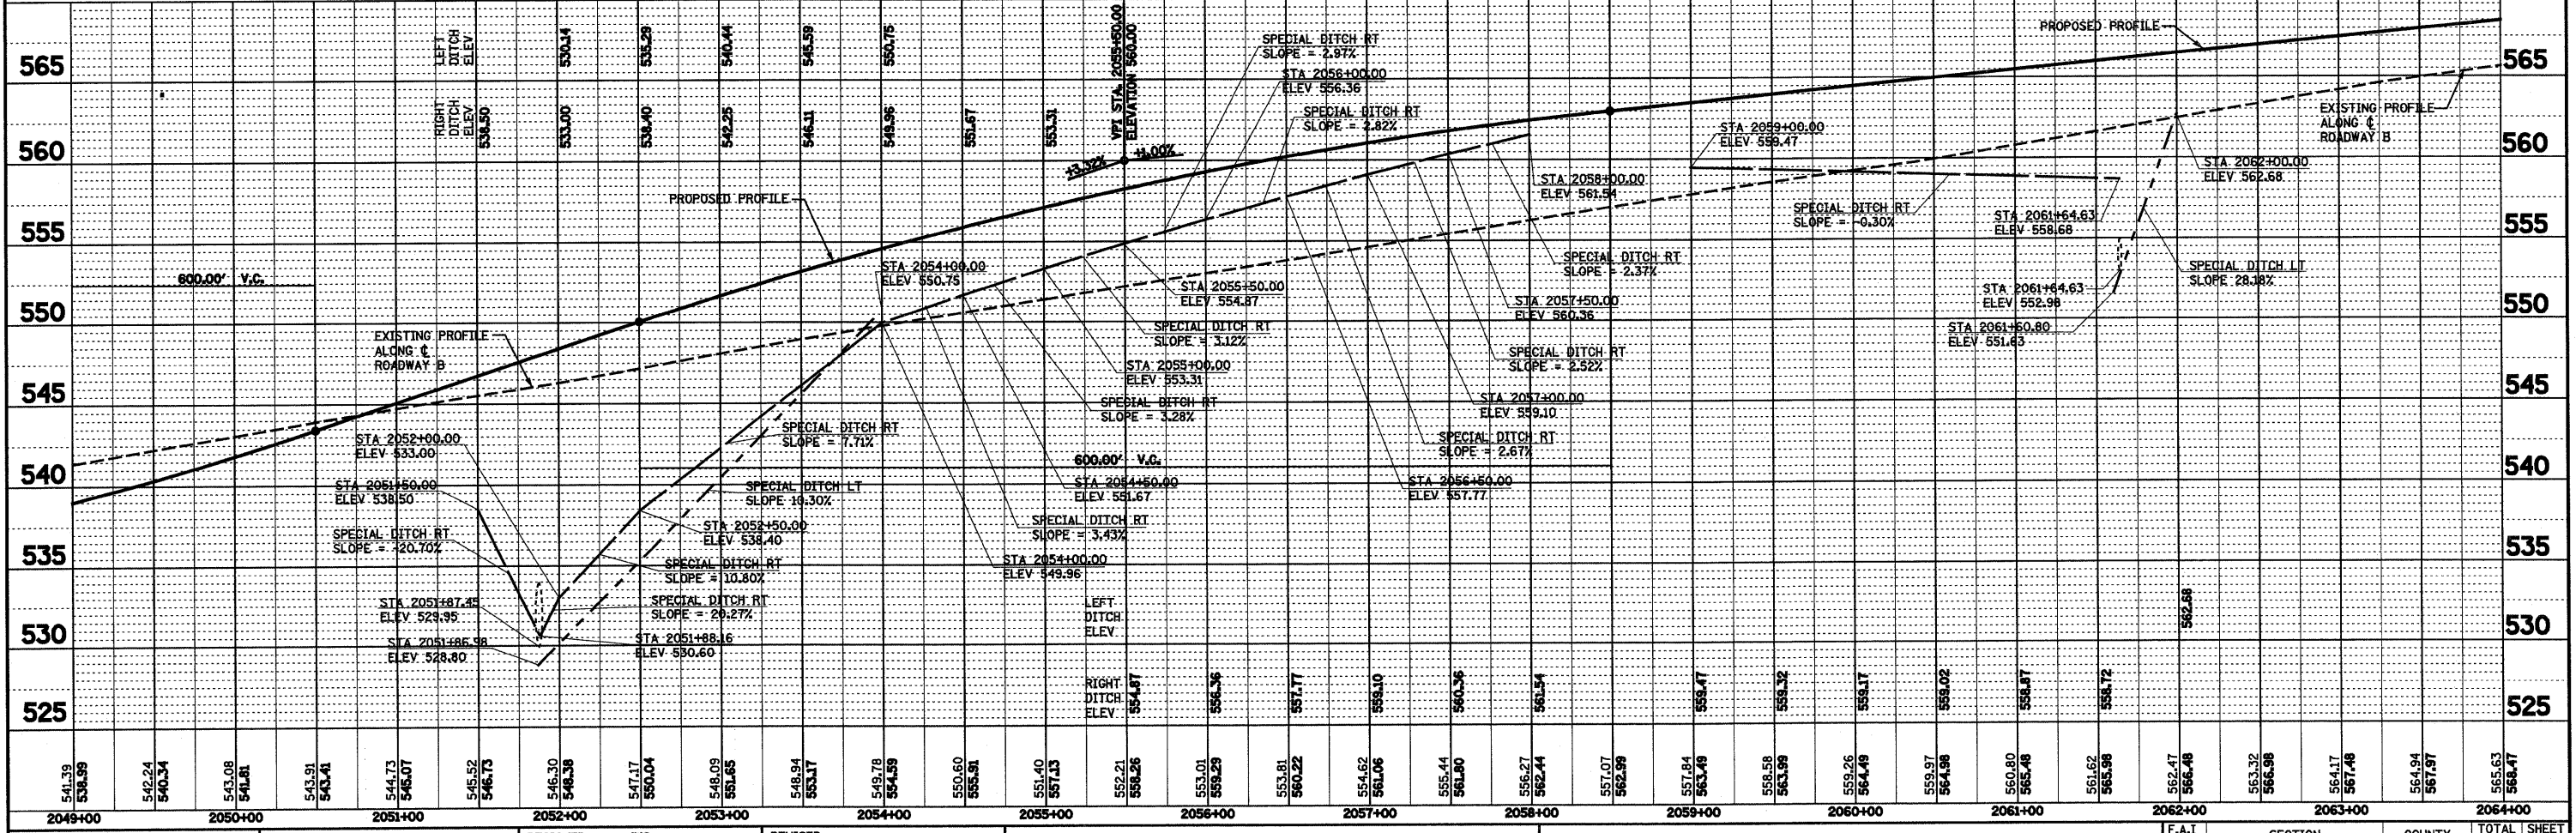 LEFT DITCH ELEV
530.14
535.29
540.44
545.59
550.75
RIGHT DITCH ELEV
538.50
533.00
538.40
542.25
546.11
549.96
551.67
553.31
VPI STA. 2055+50.00
ELEVATION 560.00
+3.32%
+1.00%
565
560
555
550
545
540
535
530
525
SPECIAL DITCH RT
SLOPE = 2.97%
STA 2056+00.00
ELEV 556.36
SPECIAL DITCH RT
SLOPE = 2.82%
PROPOSED PROFILE
EXISTING PROFILE
ALONG ℄
ROADWAY B
STA 2059+00.00
ELEV 559.47
STA 2062+00.00
ELEV 562.68
STA 2058+00.00
ELEV 561.54
PROPOSED PROFILE
SPECIAL DITCH RT
SLOPE = -0.30%
STA 2061+64.63
ELEV 558.68
SPECIAL DITCH RT
SLOPE = 2.37%
SPECIAL DITCH LT
SLOPE 28.18%
600.00' V.C.
STA 2054+00.00
ELEV 550.75
STA 2055+50.00
ELEV 554.87
STA 2057+50.00
ELEV 560.36
STA 2061+64.63
ELEV 552.98
STA 2061+60.80
ELEV 551.63
EXISTING PROFILE
ALONG ℄
ROADWAY B
SPECIAL DITCH RT
SLOPE = 3.12%
SPECIAL DITCH RT
SLOPE = 2.52%
STA 2055+00.00
ELEV 553.31
SPECIAL DITCH RT
SLOPE = 3.28%
STA 2057+00.00
ELEV 559.10
STA 2052+00.00
ELEV 533.00
SPECIAL DITCH RT
SLOPE = 7.71%
SPECIAL DITCH RT
SLOPE = 2.67%
600.00' V.C.
STA 2051+50.00
ELEV 538.50
SPECIAL DITCH LT
SLOPE 10.30%
STA 2054+50.00
ELEV 551.67
STA 2056+50.00
ELEV 557.77
SPECIAL DITCH RT
SLOPE = -20.70%
STA 2052+50.00
ELEV 538.40
SPECIAL DITCH RT
SLOPE = 3.43%
SPECIAL DITCH RT
SLOPE = 10.80%
STA 2054+00.00
ELEV 549.96
STA 2051+87.45
ELEV 529.95
SPECIAL DITCH RT
SLOPE = 20.27%
STA 2051+86.98
ELEV 528.80
STA 2051+88.16
ELEV 530.60
565
560
555
550
545
540
535
530
525
LEFT
DITCH
ELEV
562.68
RIGHT
DITCH
ELEV
554.87
556.36
557.77
559.10
560.36
561.54
559.47
559.32
559.17
559.02
558.87
558.72
541.39
538.99
542.24
540.34
543.08
541.81
543.91
543.41
544.73
545.07
545.52
546.73
546.30
548.38
547.17
550.04
548.09
551.65
548.94
553.17
549.78
554.59
550.60
555.91
551.40
557.13
552.21
558.26
553.01
559.29
553.81
560.22
554.62
561.06
555.44
561.80
556.27
562.44
557.07
562.99
557.84
563.49
558.58
563.99
559.26
564.49
559.97
564.98
560.80
565.48
561.62
565.98
562.47
566.48
563.32
566.98
564.17
567.48
564.94
567.97
565.63
568.47
2049+00 2050+00 2051+00 2052+00 2053+00 2054+00 2055+00 2056+00 2057+00 2058+00 2059+00 2060+00 2061+00 2062+00 2063+00 2064+00
F.A.I SECTION COUNTY TOTAL SHEET